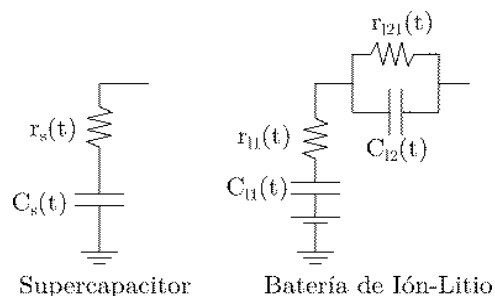 r_l21(t)
r_s(t)
r_l1(t)
C_l2(t)
C_s(t)
C_l1(t)
Supercapacitor
Batería de Ión-Litio